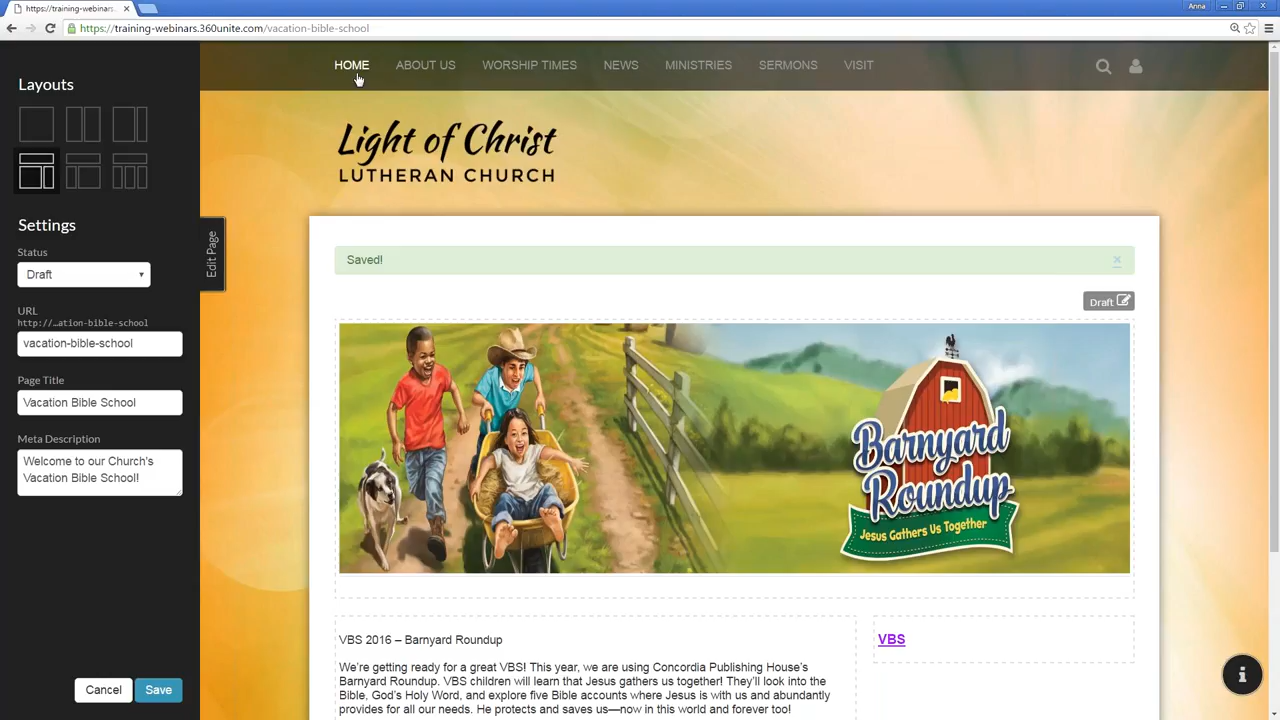 https://training-webinars.
Anna
https://training-webinars.360unite.com/vacation-bible-school
Layouts
Settings
Status
Draft
URL
http://…ation-bible-school
vacation-bible-school
Page Title
Vacation Bible School
Meta Description
Welcome to our Church's
Vacation Bible School!
Cancel Save
Edit Page
HOME ABOUT US WORSHIP TIMES NEWS MINISTRIES SERMONS VISIT
Light of Christ
LUTHERAN CHURCH
Saved!
Draft
Barnyard
Roundup
Jesus Gathers Us Together
VBS 2016 – Barnyard Roundup
We're getting ready for a great VBS! This year, we are using Concordia Publishing House's
Barnyard Roundup. VBS children will learn that Jesus gathers us together! They'll look into the
Bible, God's Holy Word, and explore five Bible accounts where Jesus is with us and abundantly
provides for all our needs. He protects and saves us—now in this world and forever too!
VBS